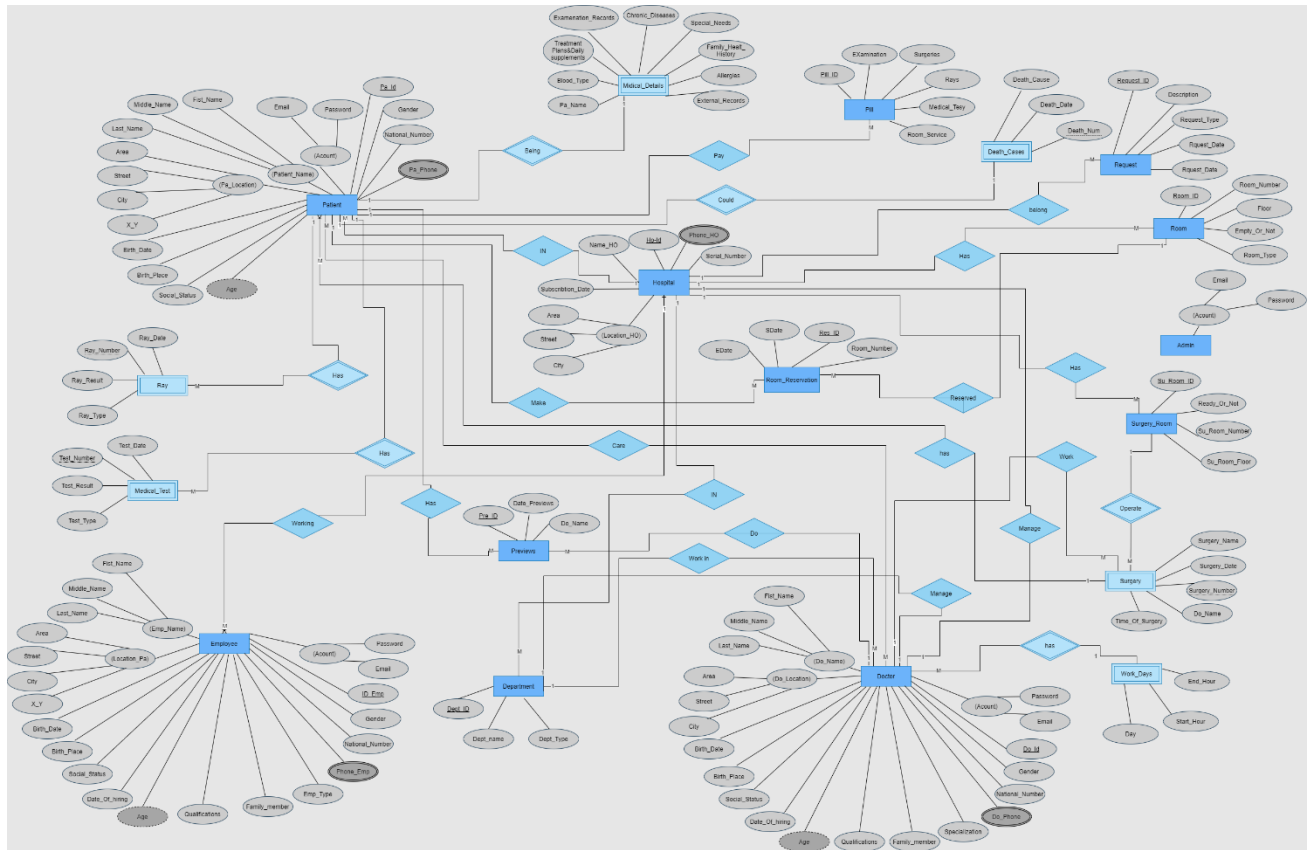 Examenation_Records
Chronic_Diseases
Special_Needs
Treatment
Plans&Daily
supplements
Family_Heart_
History
Blood_Type
Midical_Details
Allergies
Pa_Name
External_Records
Pill_ID
EXamination
Surgeries
Rays
Pill
Medical_Tesy
Room_Service
Death_Cause
Death_Date
Death_Num
Death_Cases
Request_ID
Description
Request_Type
Rquest_Date
Rquest_Date
Request
Middle_Name
Fist_Name
Email
Password
Pa_Id
Gender
National_Number
Last_Name
Area
Street
City
X_Y
Birth_Date
Birth_Place
Social_Status
Age
(Pa_Location)
(Patient_Name)
(Acount)
Pa_Phone
Patient
Being
Pay
Could
belong
IN
Has
Room_ID
Room_Number
Floor
Empty_Or_Not
Room_Type
Room
Name_HO
Ho-Id
Phone_HO
Serial_Number
Hospital
Subscribtion_Date
Area
Street
City
(Location_HO)
Email
Password
(Acount)
Admin
Ray_Number
Ray_Date
Ray_Result
Ray_Type
Ray
Has
EDate
SDate
Res_ID
Room_Number
Room_Reservation
Make
Reserved
Has
Su_Room_ID
Ready_Or_Not
Su_Room_Number
Su_Room_Floor
Surgery_Room
Test_Number
Test_Date
Test_Result
Test_Type
Medical_Test
Has
Care
has
Work
Working
Has
IN
Manage
Operate
Pre_ID
Date_Previews
Do_Name
Previews
Do
Work in
Manage
Surgery_Name
Surgery_Date
Surgery_Number
Do_Name
Time_Of_Surgery
Surgery
Fist_Name
Middle_Name
Last_Name
(Emp_Name)
Area
Street
City
X_Y
(Location_Pa)
Employee
(Acount)
Password
Email
ID_Emp
Gender
National_Number
Phone_Emp
Birth_Date
Birth_Place
Social_Status
Date_Of_hiring
Age
Qualifications
Family_member
Emp_Type
Department
Dept_ID
Dept_name
Dept_Type
Fist_Name
Middle_Name
Last_Name
(Do_Name)
Area
Street
City
(Do_Location)
Doctor
(Acount)
Password
Email
Do_Id
Gender
National_Number
Do_Phone
Birth_Date
Birth_Place
Social_Status
Date_Of_hiring
Age
Qualifications
Family_member
Specialization
has
Work_Days
End_Hour
Start_Hour
Day